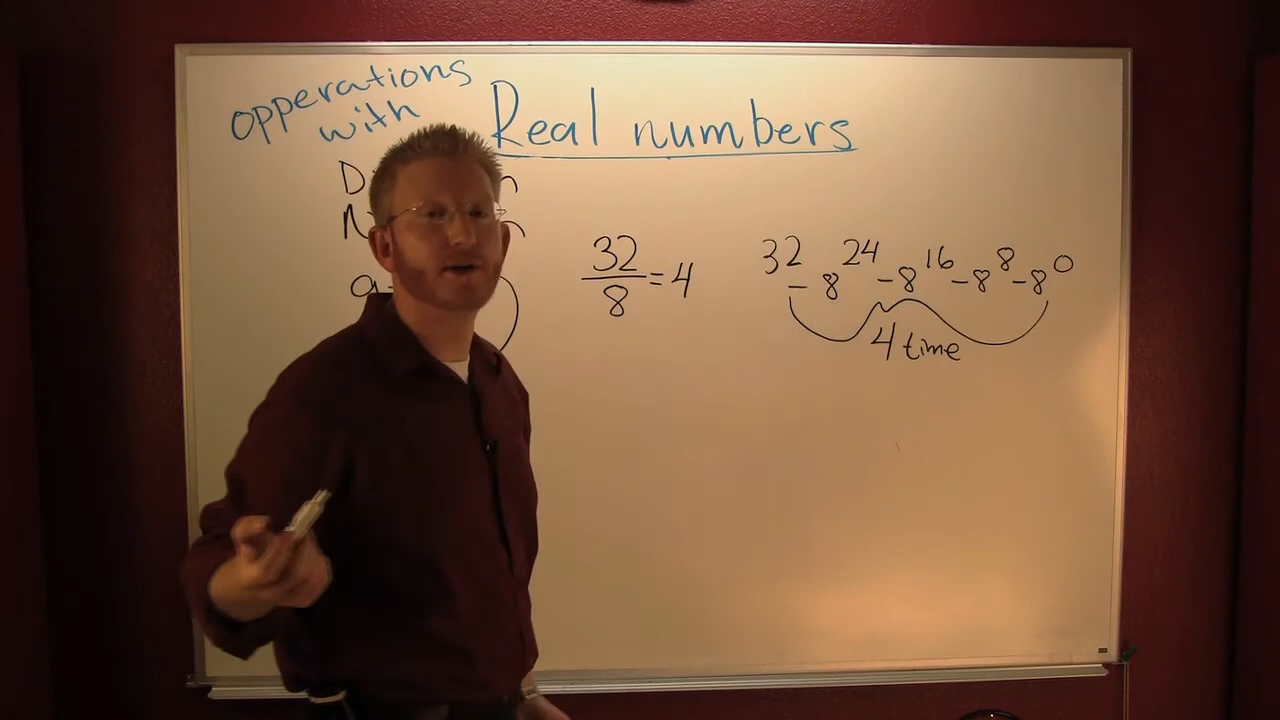 opperations
with Real numbers
32
8 = 4
32 - 8 24 - 8 16 - 8 8 - 8 0
4 time